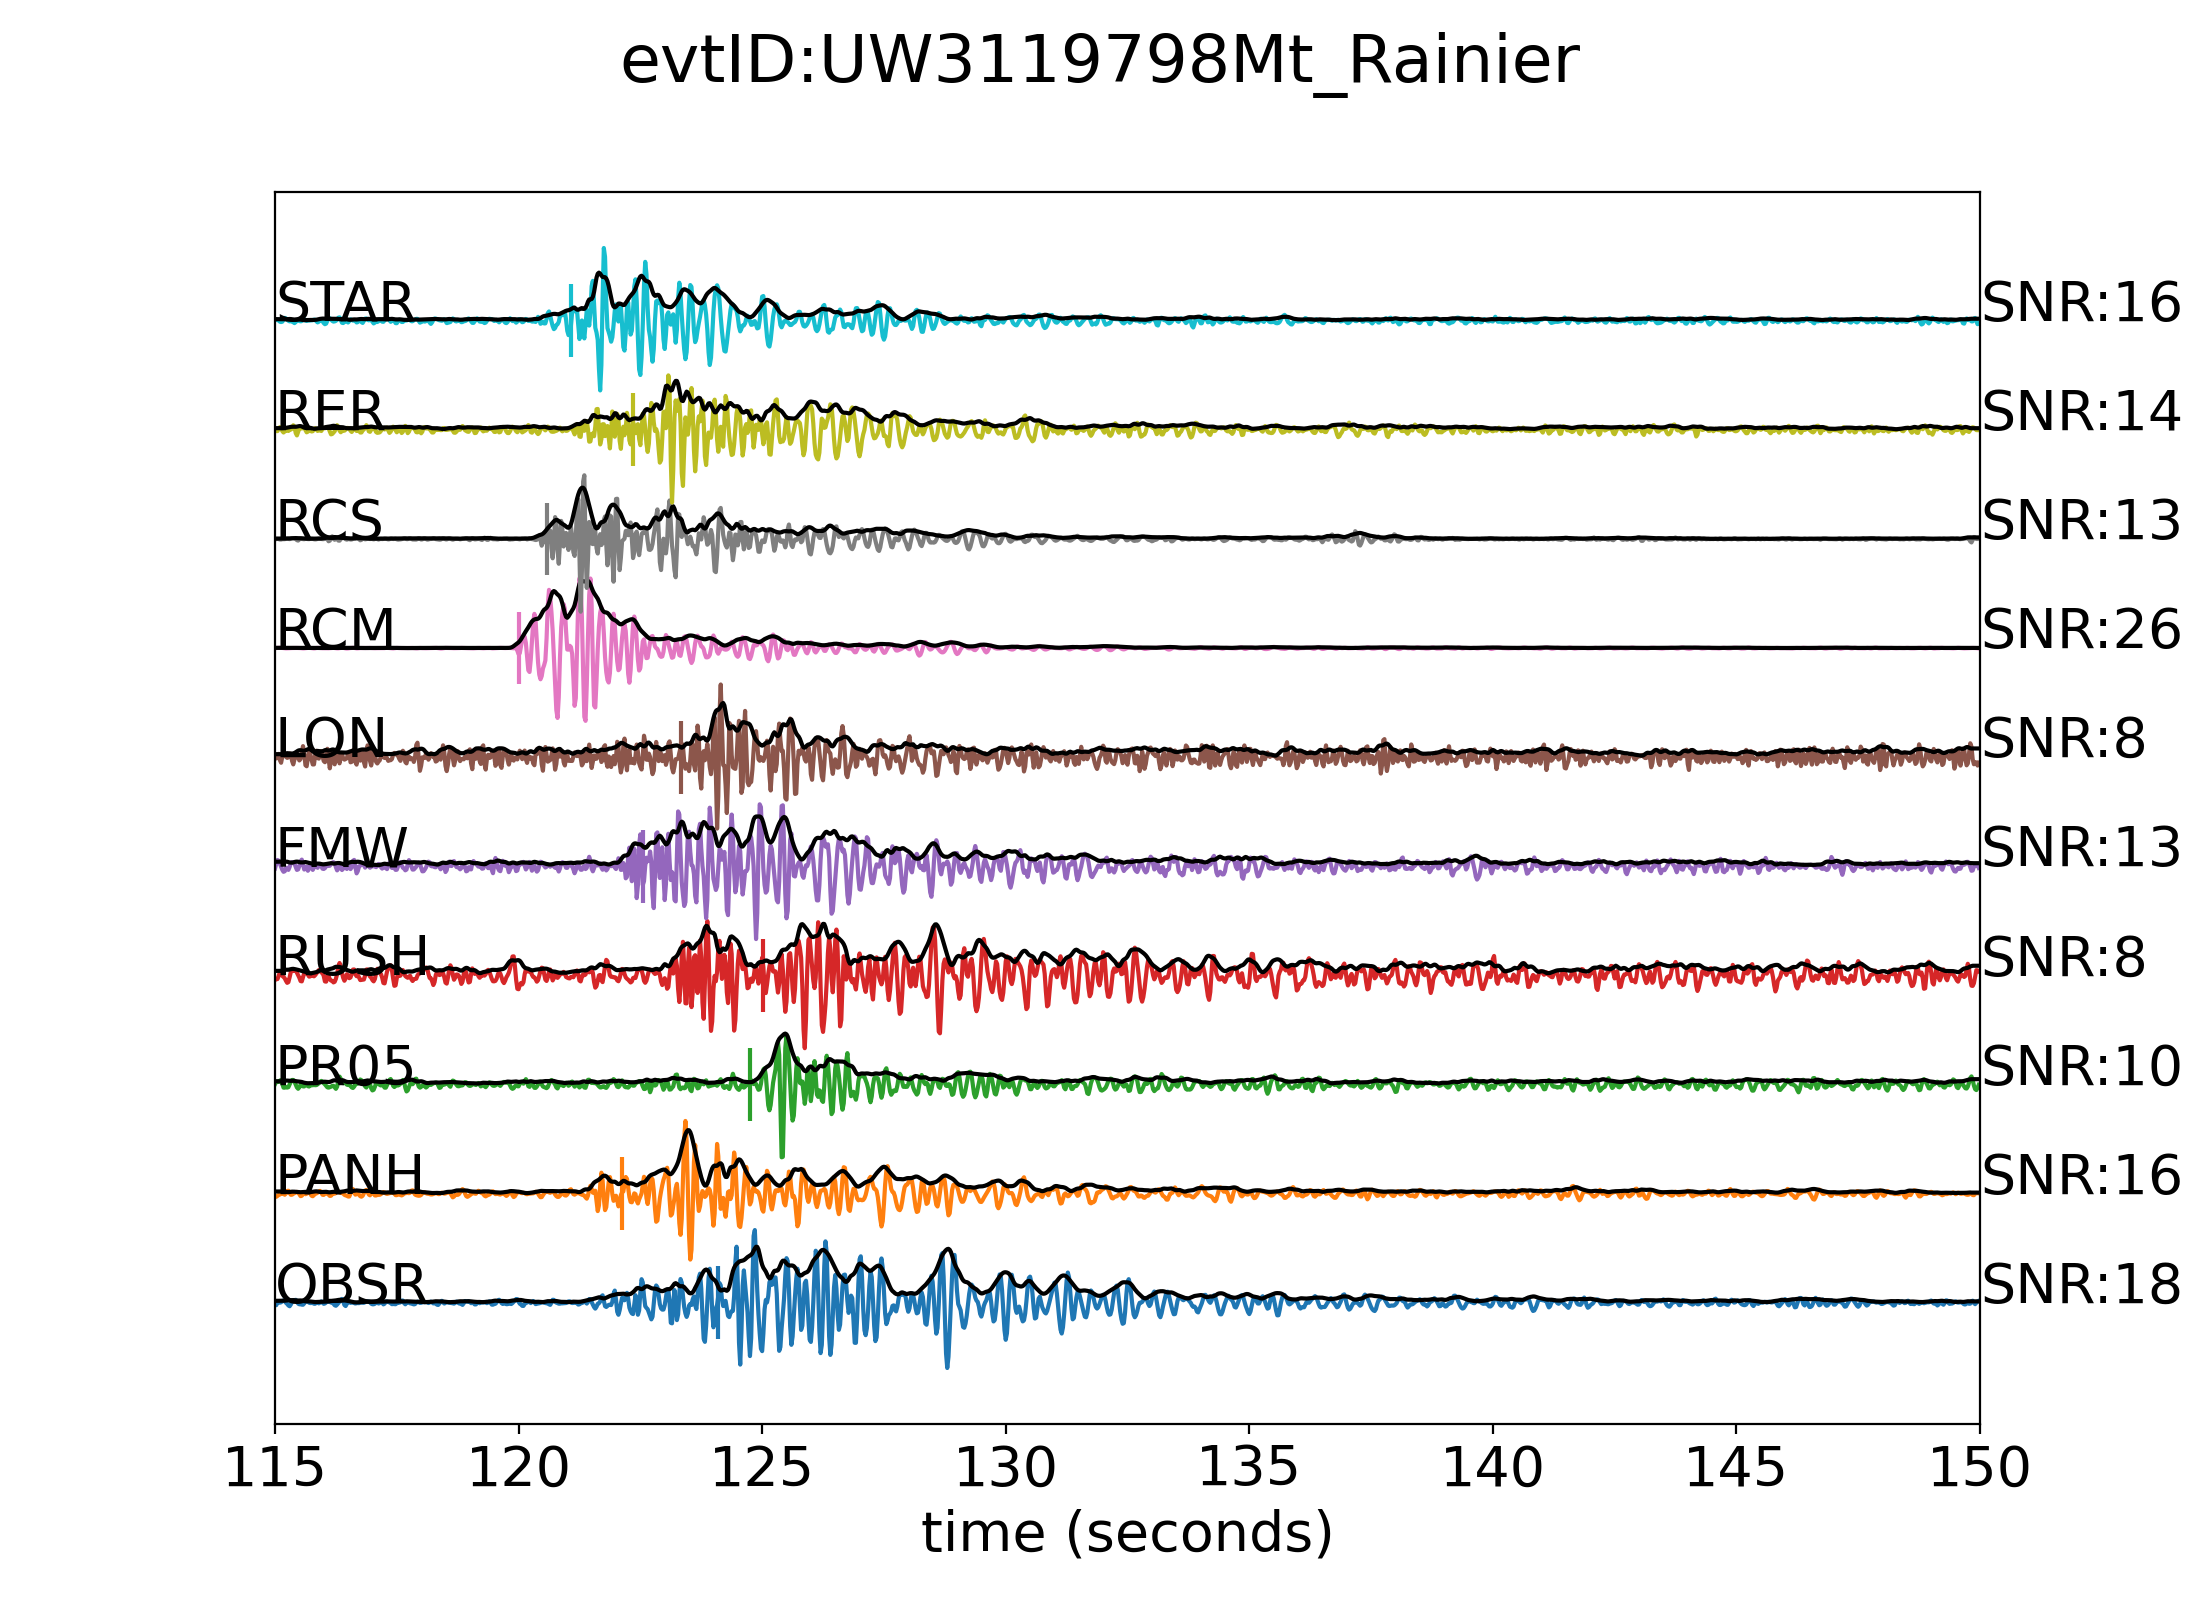 evtID:UW3119798Mt_Rainier
STAR SNR:16
RER SNR:14
RCS SNR:13
RCM SNR:26
LON SNR:8
FMW SNR:13
RUSH SNR:8
PR05 SNR:10
PANH SNR:16
OBSR SNR:18
115 120 125 130 135 140 145 150
time (seconds)